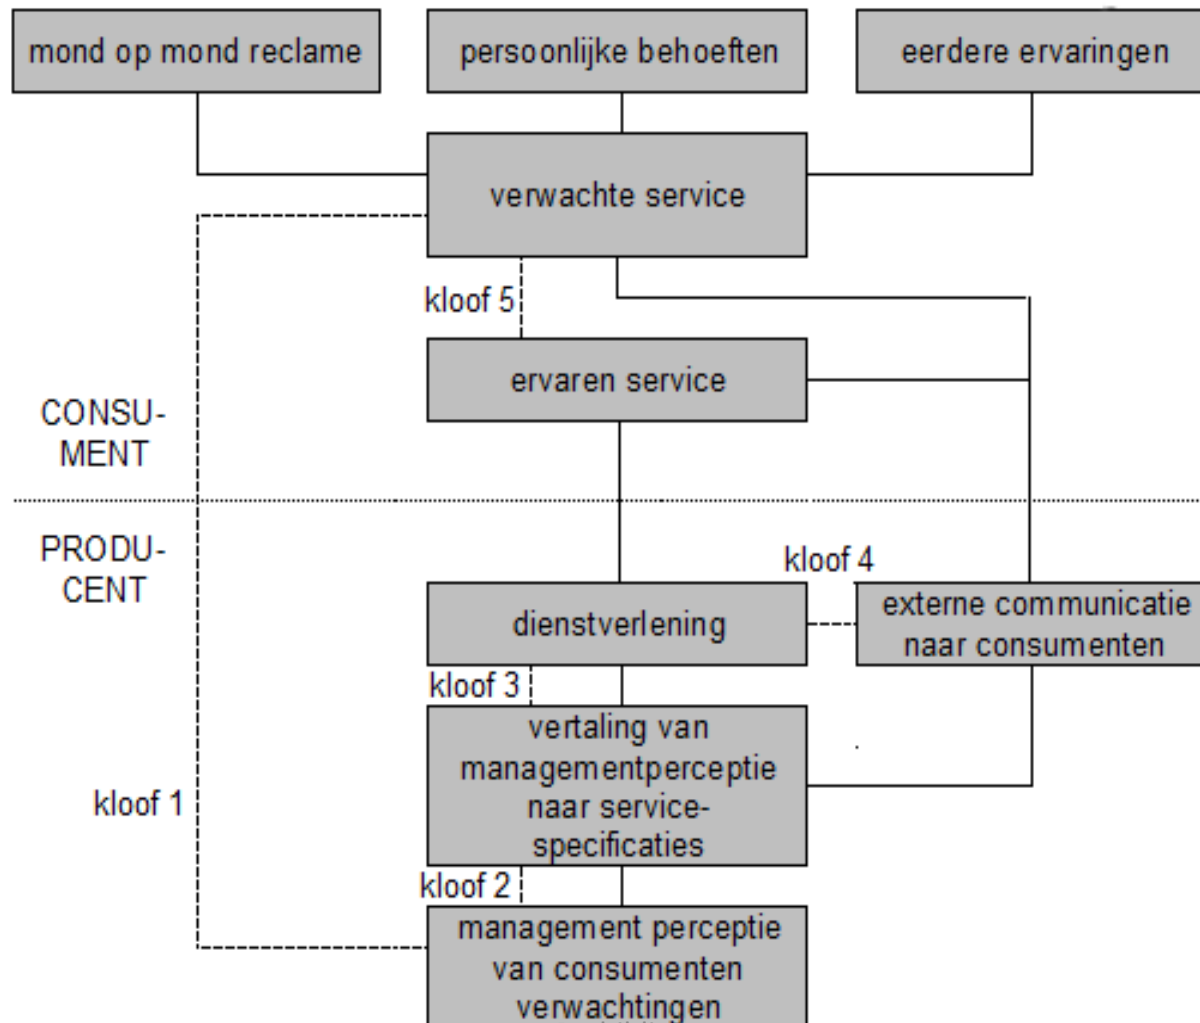 mond op mond reclame
persoonlijke behoeften
eerdere ervaringen
verwachte service
kloof 5
ervaren service
CONSU-
MENT
PRODU-
CENT
kloof 4
dienstverlening
externe communicatie
naar consumenten
kloof 3
vertaling van
managementperceptie
naar service-
specificaties
kloof 1
kloof 2
management perceptie
van consumenten
verwachtingen